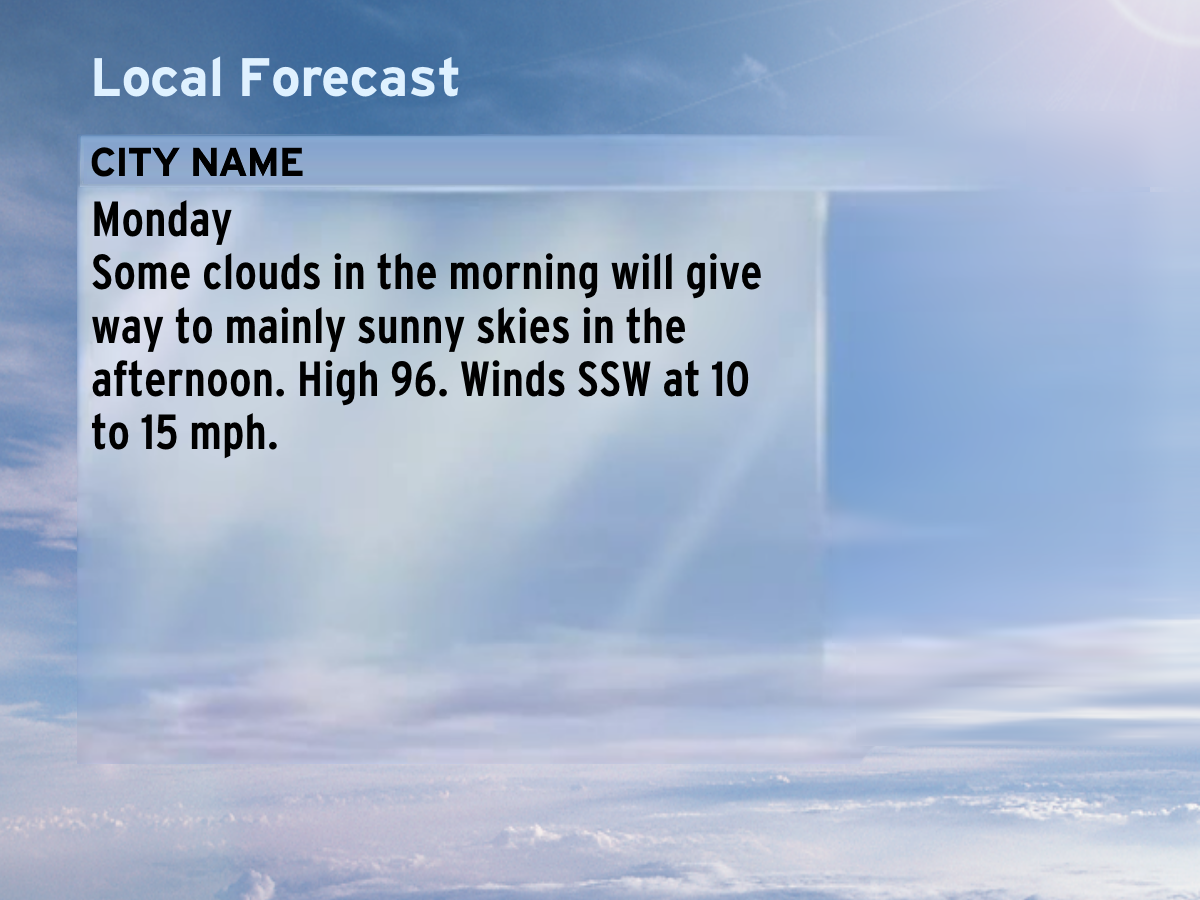 Local Forecast
CITY NAME
Monday
Some clouds in the morning will give
way to mainly sunny skies in the
afternoon. High 96. Winds SSW at 10
to 15 mph.